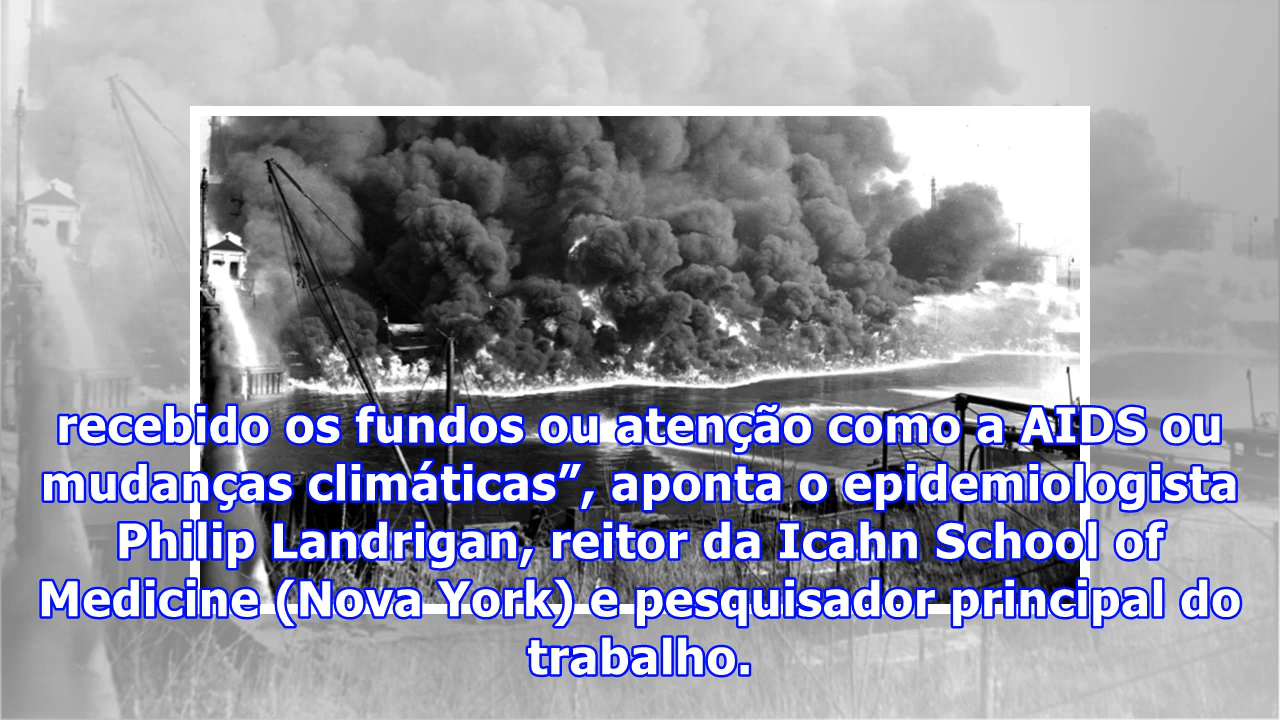 recebido os fundos ou atenção como a AIDS ou
mudanças climáticas”, aponta o epidemiologista
Philip Landrigan, reitor da Icahn School of
Medicine (Nova York) e pesquisador principal do
trabalho.